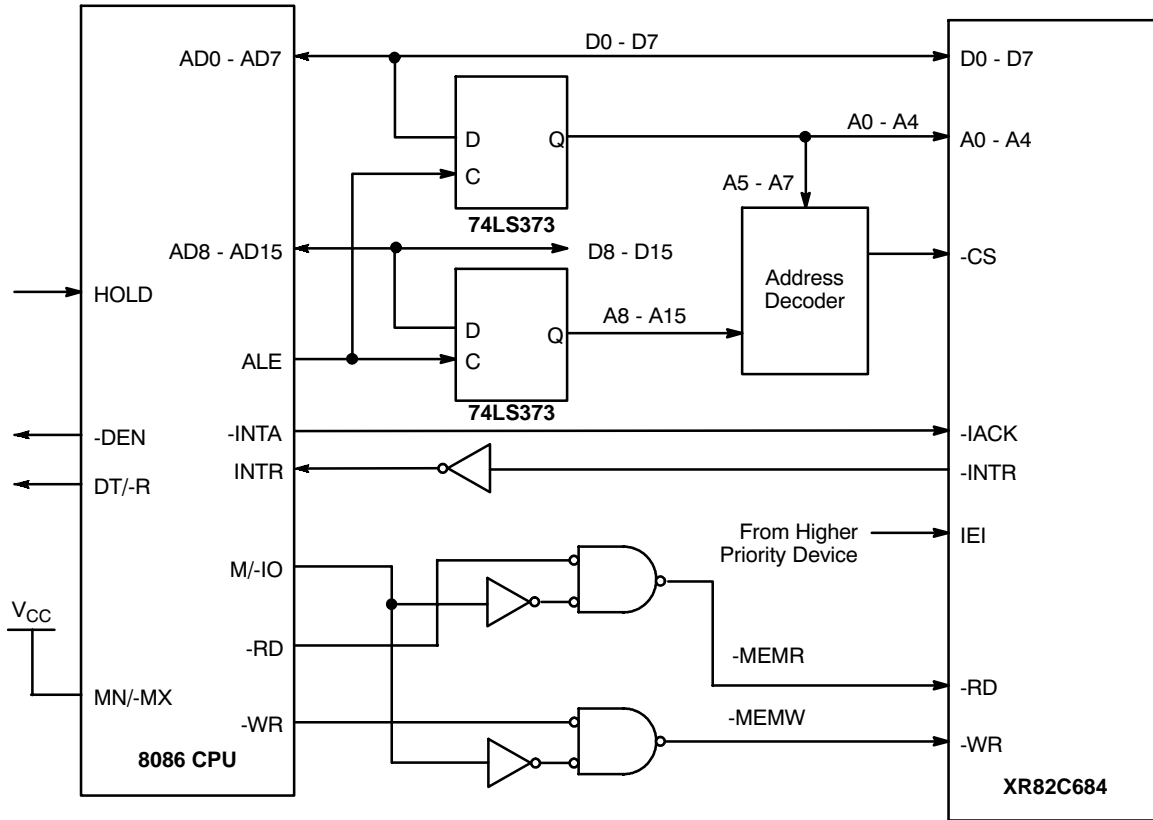 AD0 - AD7
D0 - D7
D0 - D7
D
Q
C
74LS373
A0 - A4
A0 - A4
A5 - A7
AD8 - AD15
D8 - D15
-CS
Address
Decoder
HOLD
D
Q
C
74LS373
A8 - A15
ALE
-DEN
-INTA
-IACK
DT/-R
INTR
-INTR
From Higher
Priority Device
IEI
M/-IO
VCC
-RD
-MEMR
-RD
MN/-MX
-WR
-MEMW
-WR
8086 CPU
XR82C684